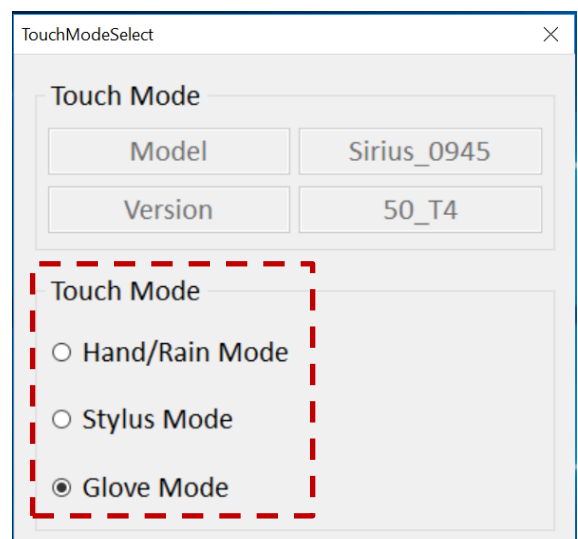 TouchModeSelect
Touch Mode
Model Sirius_0945
Version 50_T4
Touch Mode
Hand/Rain Mode
Stylus Mode
Glove Mode